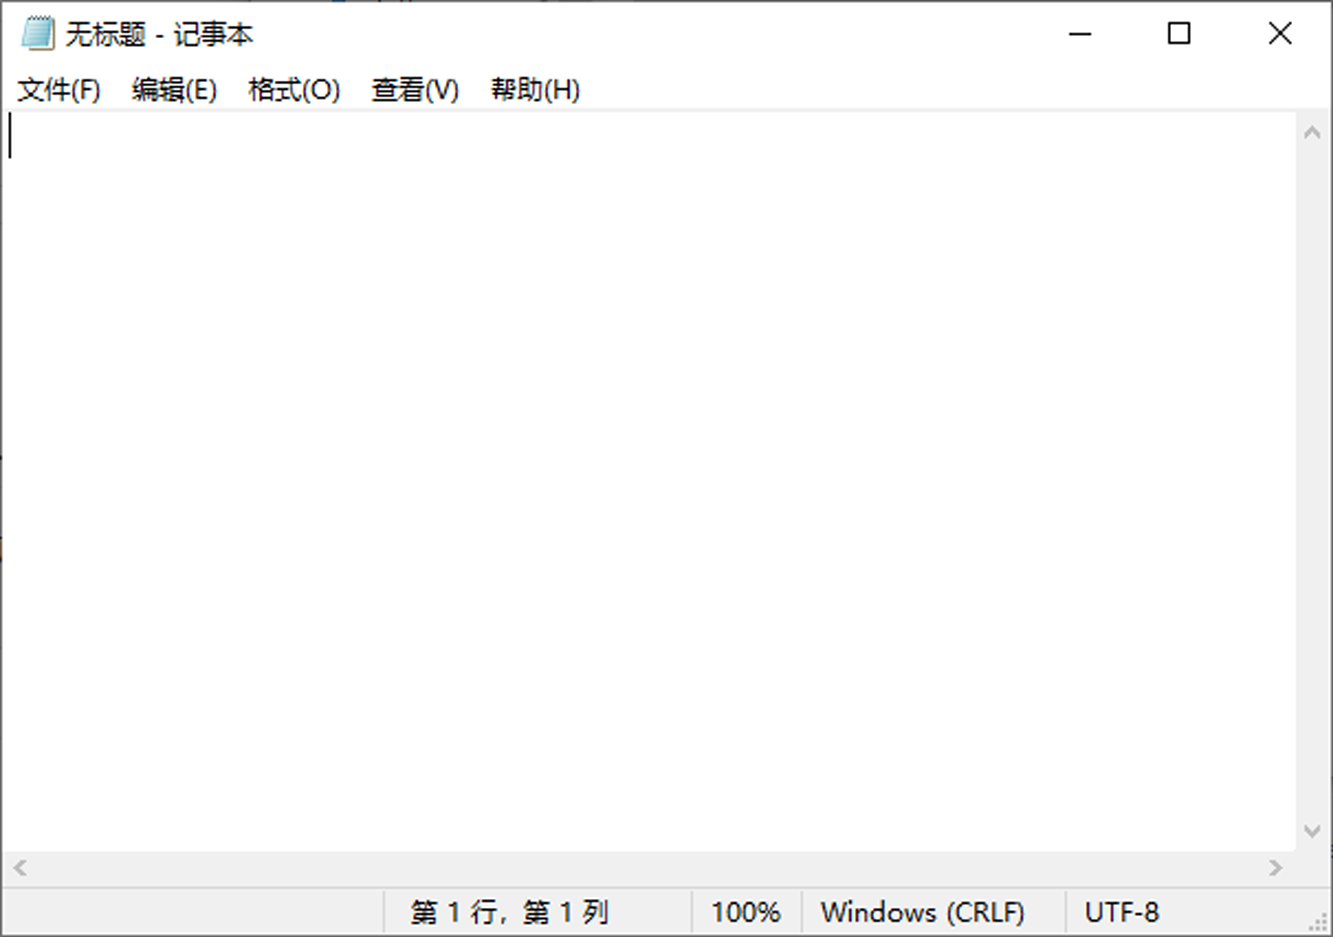 无标题 - 记事本
文件(F) 编辑(E) 格式(O) 查看(V) 帮助(H)
第 1 行, 第 1 列 100% Windows (CRLF) UTF-8